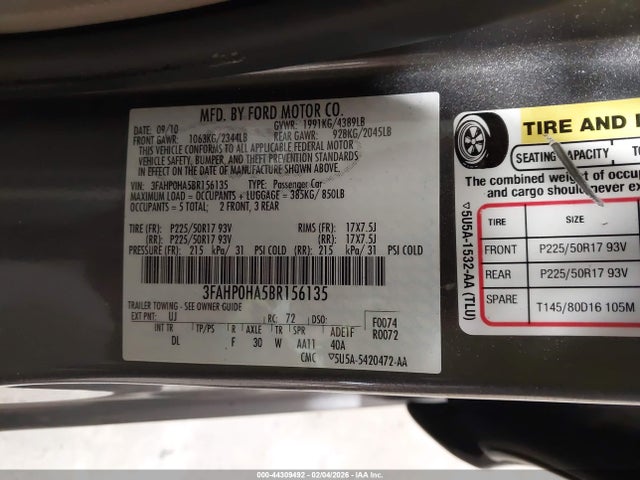 MFD. BY FORD MOTOR CO.
DATE: 09/10 GVWR: 1991KG/4389LB
FRONT GAWR: 1063KG/2344LB REAR GAWR: 928KG/2045LB
THIS VEHICLE CONFORMS TO ALL APPLICABLE FEDERAL MOTOR
VEHICLE SAFETY, BUMPER, AND THEFT PREVENTION STANDARDS
IN EFFECT ON THE DATE OF MANUFACTURE SHOWN ABOVE.
VIN: 3FAHP0HA5BR156135 TYPE: Passenger Car
MAXIMUM LOAD = OCCUPANTS + LUGGAGE = 385KG/ 850LB
OCCUPANTS = 5 TOTAL; 2 FRONT, 3 REAR
TIRE (FR): P225/50R17 93V RIMS (FR): 17X7.5J
(RR): P225/50R17 93V (RR): 17X7.5J
PRESSURE (FR): 215 kPa/ 31 PSI COLD (RR): 215 kPa/ 31 PSI COLD
3FAHP0HA5BR156135
TRAILER TOWING - SEE OWNER GUIDE
EXT PNT: UJ RC: 72 DSO: F0074
R0072
INT TR TP/PS R AXLE TR SPR ADE1F
DL F 30 W AA11 40A
CMC ▽5U5A-5420472-AA
TIRE AND
SEATING CAPACITY
The combined weight of occup
and cargo should never ex
TIRE SIZE
FRONT P225/50R17 93V
REAR P225/50R17 93V
SPARE T145/80D16 105M
▽5U5A-1532-AA (TLU)
000-44309492 - 02/04/2026 - IAAI.CA